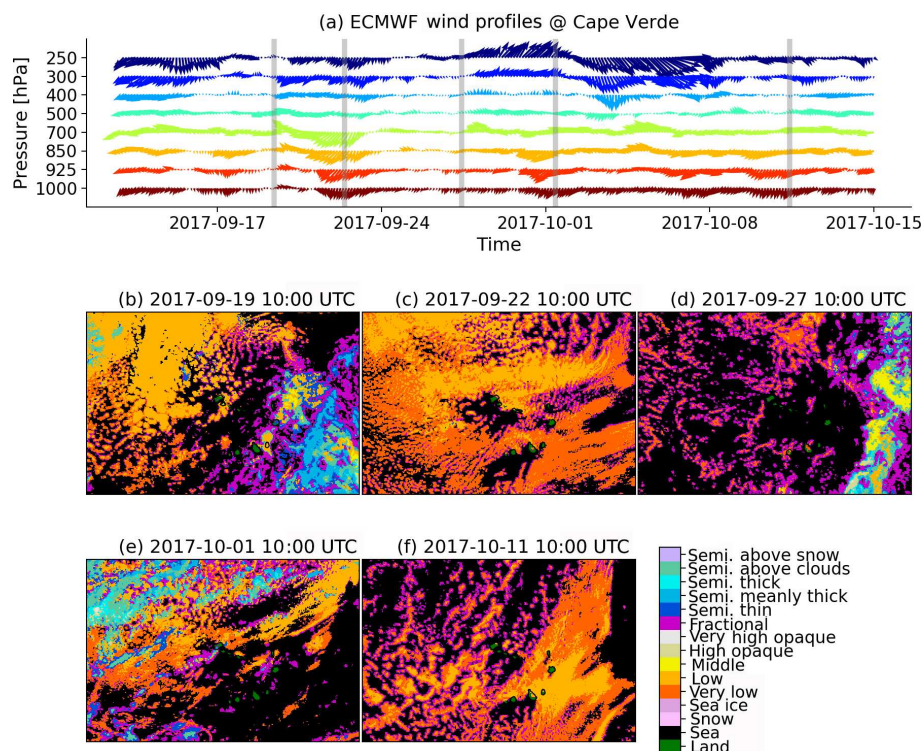 (a) ECMWF wind profiles @ Cape Verde
Pressure [hPa]
250
300
400
500
700
850
925
1000
2017-09-17 2017-09-24 2017-10-01 2017-10-08 2017-10-15
Time
(b) 2017-09-19 10:00 UTC (c) 2017-09-22 10:00 UTC (d) 2017-09-27 10:00 UTC
(e) 2017-10-01 10:00 UTC (f) 2017-10-11 10:00 UTC
Semi. above snow
Semi. above clouds
Semi. thick
Semi. meanly thick
Semi. thin
Fractional
Very high opaque
High opaque
Middle
Low
Very low
Sea ice
Snow
Sea
Land